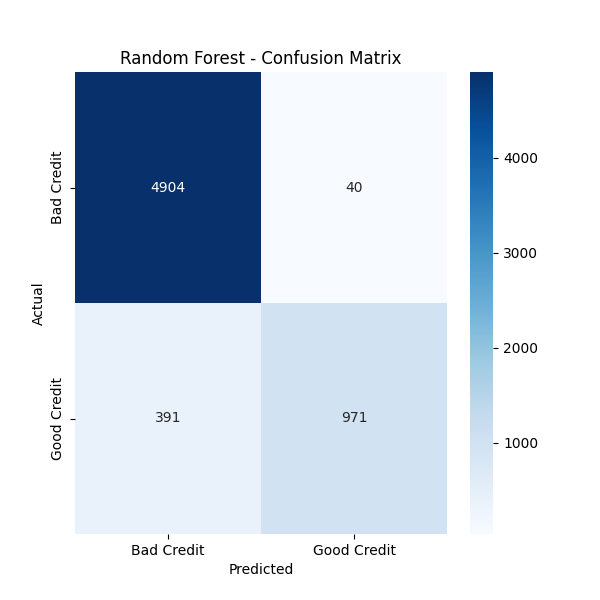 Random Forest - Confusion Matrix
Bad Credit
Good Credit
Actual
4904
40
391
971
Bad Credit
Good Credit
Predicted
4000
3000
2000
1000